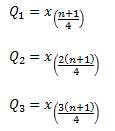 Q₁ = x₍(n+1)/4₎
Q₂ = x₍2(n+1)/4₎
Q₃ = x₍3(n+1)/4₎